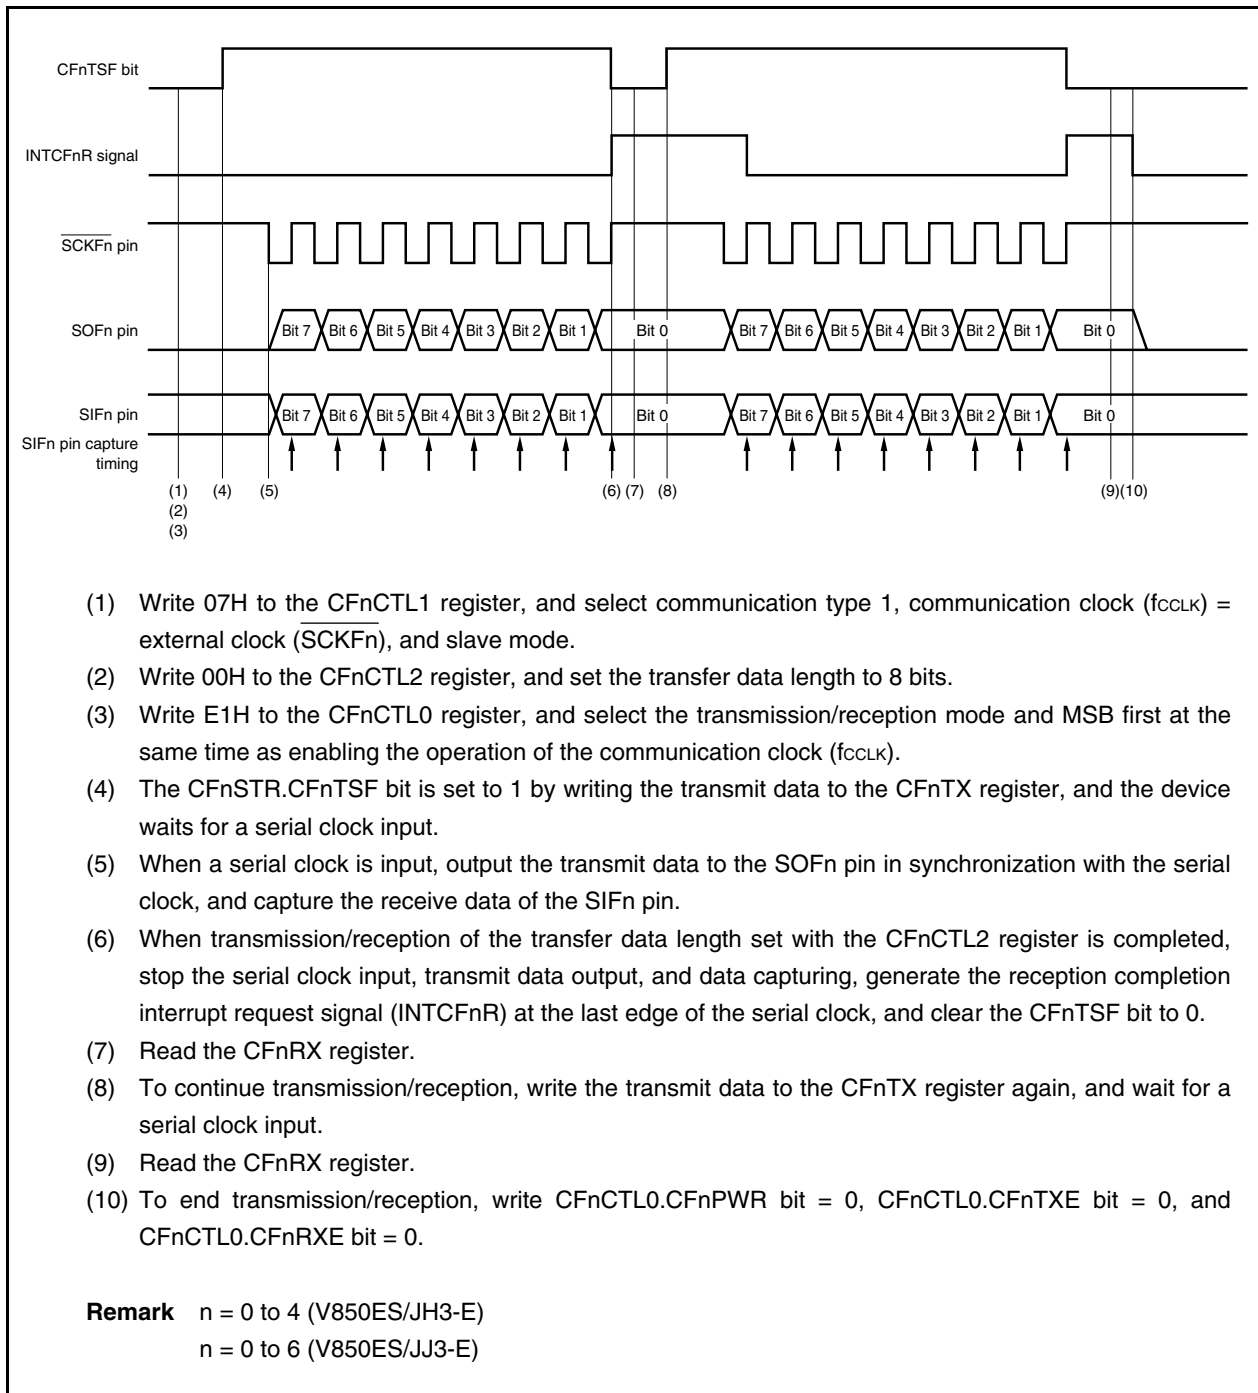 CFnTSF bit
INTCFnR signal
SCKFn pin
SOFn pin
Bit 7 Bit 6 Bit 5 Bit 4 Bit 3 Bit 2 Bit 1 Bit 0 Bit 7 Bit 6 Bit 5 Bit 4 Bit 3 Bit 2 Bit 1 Bit 0
SIFn pin
Bit 7 Bit 6 Bit 5 Bit 4 Bit 3 Bit 2 Bit 1 Bit 0 Bit 7 Bit 6 Bit 5 Bit 4 Bit 3 Bit 2 Bit 1 Bit 0
SIFn pin capture
timing
(1) (4) (5) (6) (7) (8) (9) (10)
(2)
(3)
(1) Write 07H to the CFnCTL1 register, and select communication type 1, communication clock (fCCLK) =
external clock (SCKFn), and slave mode.
(2) Write 00H to the CFnCTL2 register, and set the transfer data length to 8 bits.
(3) Write E1H to the CFnCTL0 register, and select the transmission/reception mode and MSB first at the
same time as enabling the operation of the communication clock (fCCLK).
(4) The CFnSTR.CFnTSF bit is set to 1 by writing the transmit data to the CFnTX register, and the device
waits for a serial clock input.
(5) When a serial clock is input, output the transmit data to the SOFn pin in synchronization with the serial
clock, and capture the receive data of the SIFn pin.
(6) When transmission/reception of the transfer data length set with the CFnCTL2 register is completed,
stop the serial clock input, transmit data output, and data capturing, generate the reception completion
interrupt request signal (INTCFnR) at the last edge of the serial clock, and clear the CFnTSF bit to 0.
(7) Read the CFnRX register.
(8) To continue transmission/reception, write the transmit data to the CFnTX register again, and wait for a
serial clock input.
(9) Read the CFnRX register.
(10) To end transmission/reception, write CFnCTL0.CFnPWR bit = 0, CFnCTL0.CFnTXE bit = 0, and
CFnCTL0.CFnRXE bit = 0.
Remark n = 0 to 4 (V850ES/JH3-E)
n = 0 to 6 (V850ES/JJ3-E)